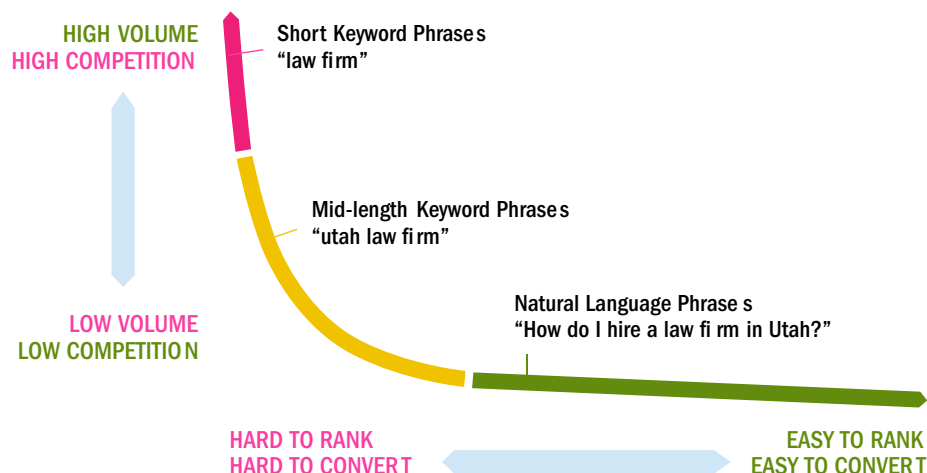 HIGH VOLUME
HIGH COMPETITION
Short Keyword Phrases
“law firm”
Mid-length Keyword Phrases
“utah law firm”
Natural Language Phrases
“How do I hire a law firm in Utah?”
LOW VOLUME
LOW COMPETITION
HARD TO RANK
HARD TO CONVERT
EASY TO RANK
EASY TO CONVERT